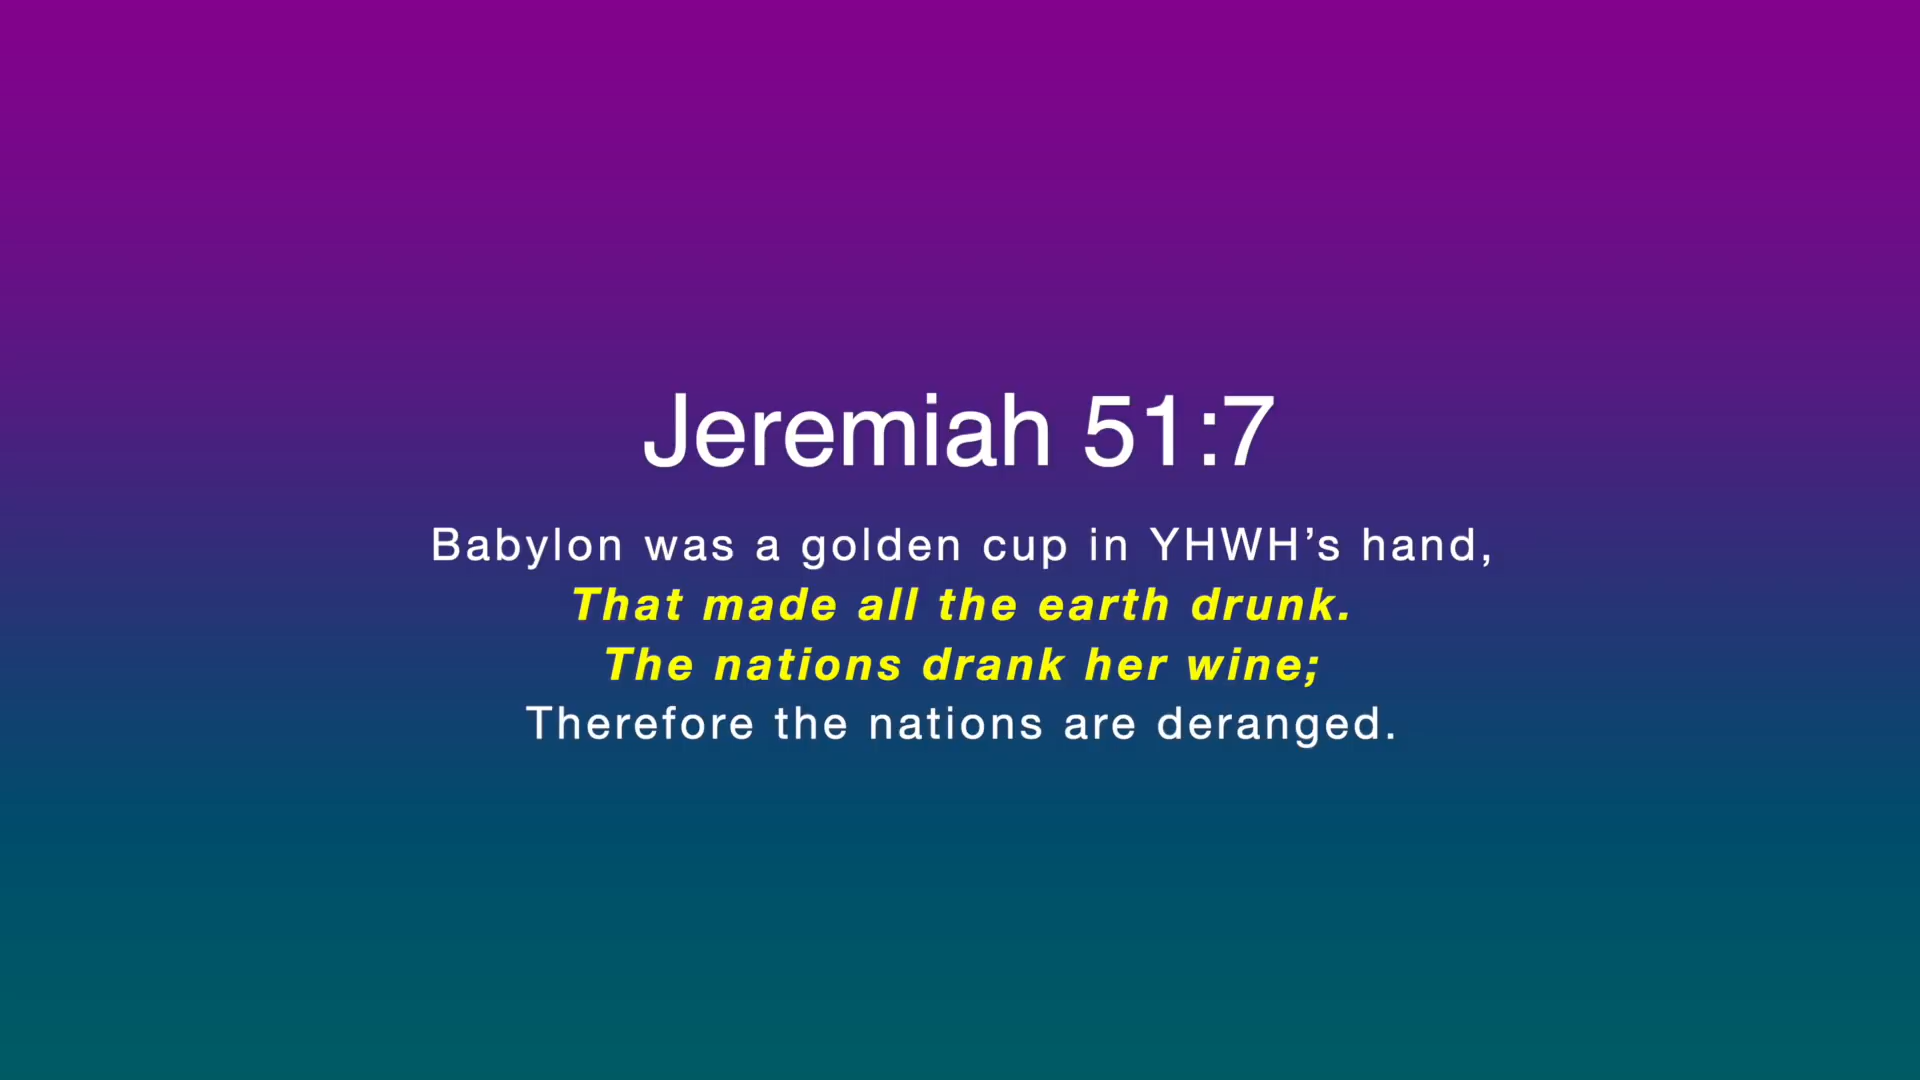 Jeremiah 51:7
Babylon was a golden cup in YHWH’s hand,
That made all the earth drunk.
The nations drank her wine;
Therefore the nations are deranged.